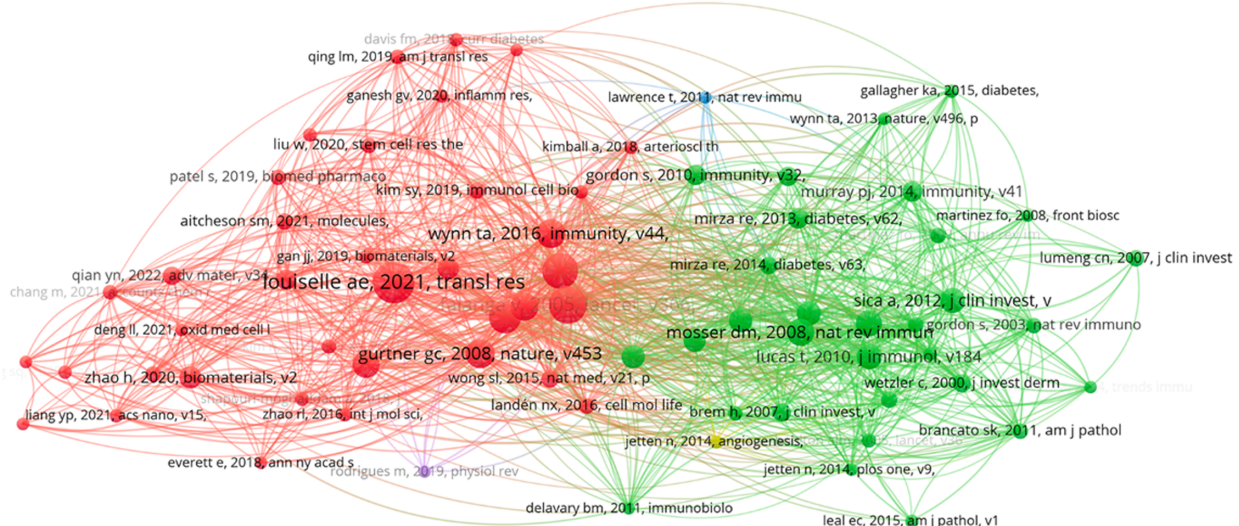 davis fm, 2018, curr diabetes
qing lm, 2019, am j transl res
ganesh gv, 2020, inflamm res,
lawrence t, 2011, nat rev immu
gallagher ka, 2015, diabetes,
wynn ta, 2013, nature, v496, p
liu w, 2020, stem cell res the
kimball a, 2018, arterioscl th
patel s, 2019, biomed pharmaco
kim sy, 2019, immunol cell bio
gordon s, 2010, immunity, v32,
murray pj, 2014, immunity, v41
aitcheson sm, 2021, molecules,
wynn ta, 2016, immunity, v44,
mirza re, 2013, diabetes, v62,
martinez fo, 2008, front biosc
gan jj, 2019, biomaterials, v2
mirza re, 2014, diabetes, v63,
lumeng cn, 2007, j clin invest
qian yn, 2022, adv mater, v34
louiselle ae, 2021, transl res
chang m, 2021,
sica a, 2012, j clin invest, v
deng ll, 2021, oxid med cell l
mosser dm, 2008, nat rev immun
gordon s, 2003, nat rev immuno
gurtner gc, 2008, nature, v453
lucas t, 2010, j immunol, v184
zhao h, 2020, biomaterials, v2
wong sl, 2015, nat med, v21, p
wetzler c, 2000, j invest derm
trends immu
liang yp, 2021, acs nano, v15,
zhao rl, 2016, int j mol sci,
landén nx, 2016, cell mol life
brem h, 2007, j clin invest, v
brancato sk, 2011, am j pathol
jetten n, 2014, angiogenesis,
lancet, v36
everett e, 2018, ann ny acad s
rodrigues m, 2019, physiol rev
jetten n, 2014, plos one, v9,
delavary bm, 2011, immunobiolo
leal ec, 2015, am j pathol, v1